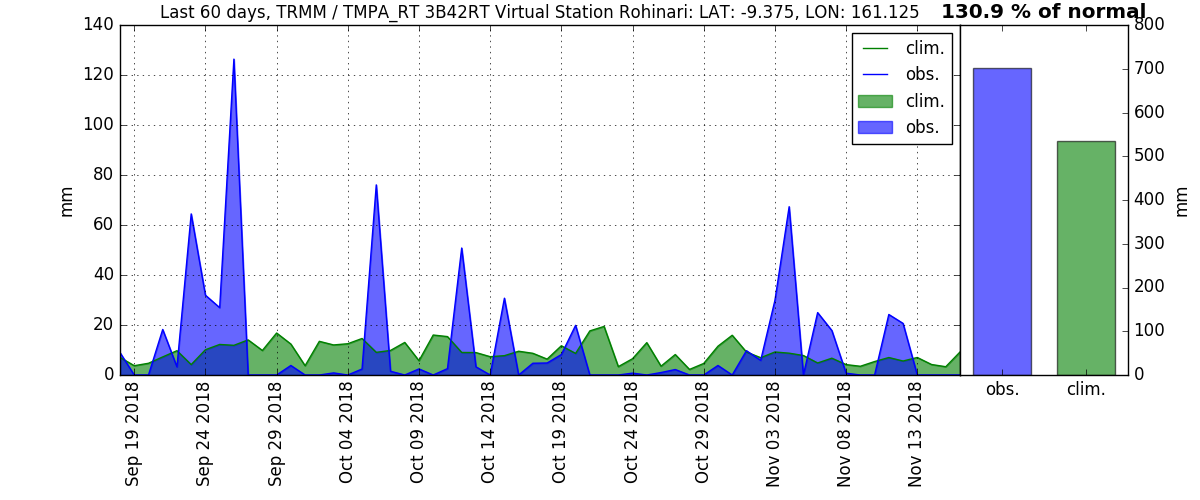 Last 60 days, TRMM / TMPA_RT 3B42RT Virtual Station Rohinari: LAT: -9.375, LON: 161.125
130.9 % of normal
140
120
100
80
60
40
20
0
mm
clim.
obs.
clim.
obs.
Sep 19 2018
Sep 24 2018
Sep 29 2018
Oct 04 2018
Oct 09 2018
Oct 14 2018
Oct 19 2018
Oct 24 2018
Oct 29 2018
Nov 03 2018
Nov 08 2018
Nov 13 2018
800
700
600
500
400
300
200
100
0
mm
obs.
clim.